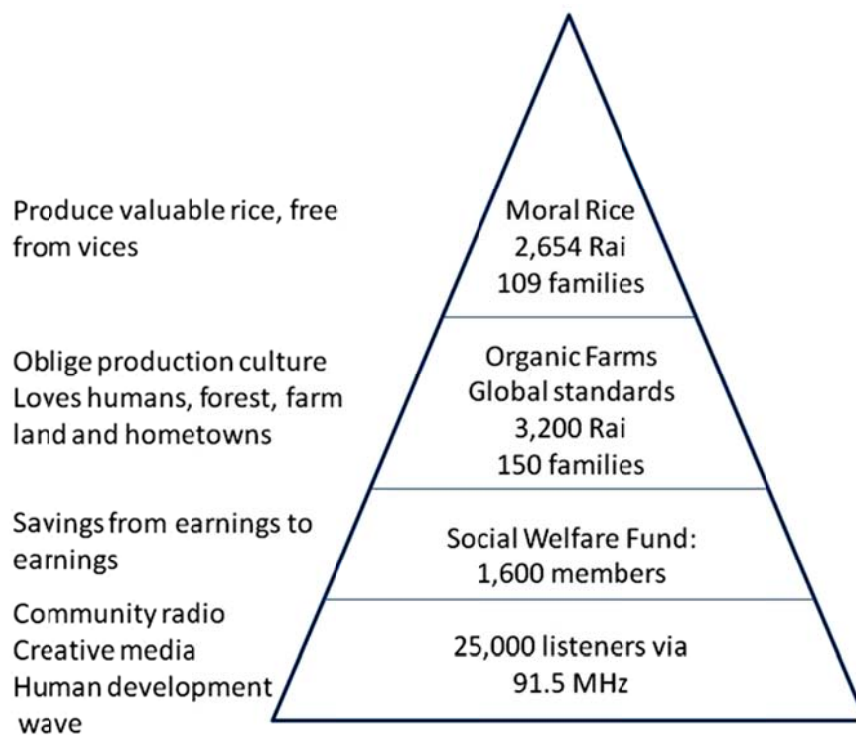 Produce valuable rice, free
from vices
Moral Rice
2,654 Rai
109 families
Oblige production culture
Loves humans, forest, farm
land and hometowns
Organic Farms
Global standards
3,200 Rai
150 families
Savings from earnings to
earnings
Social Welfare Fund:
1,600 members
Community radio
Creative media
Human development
wave
25,000 listeners via
91.5 MHz